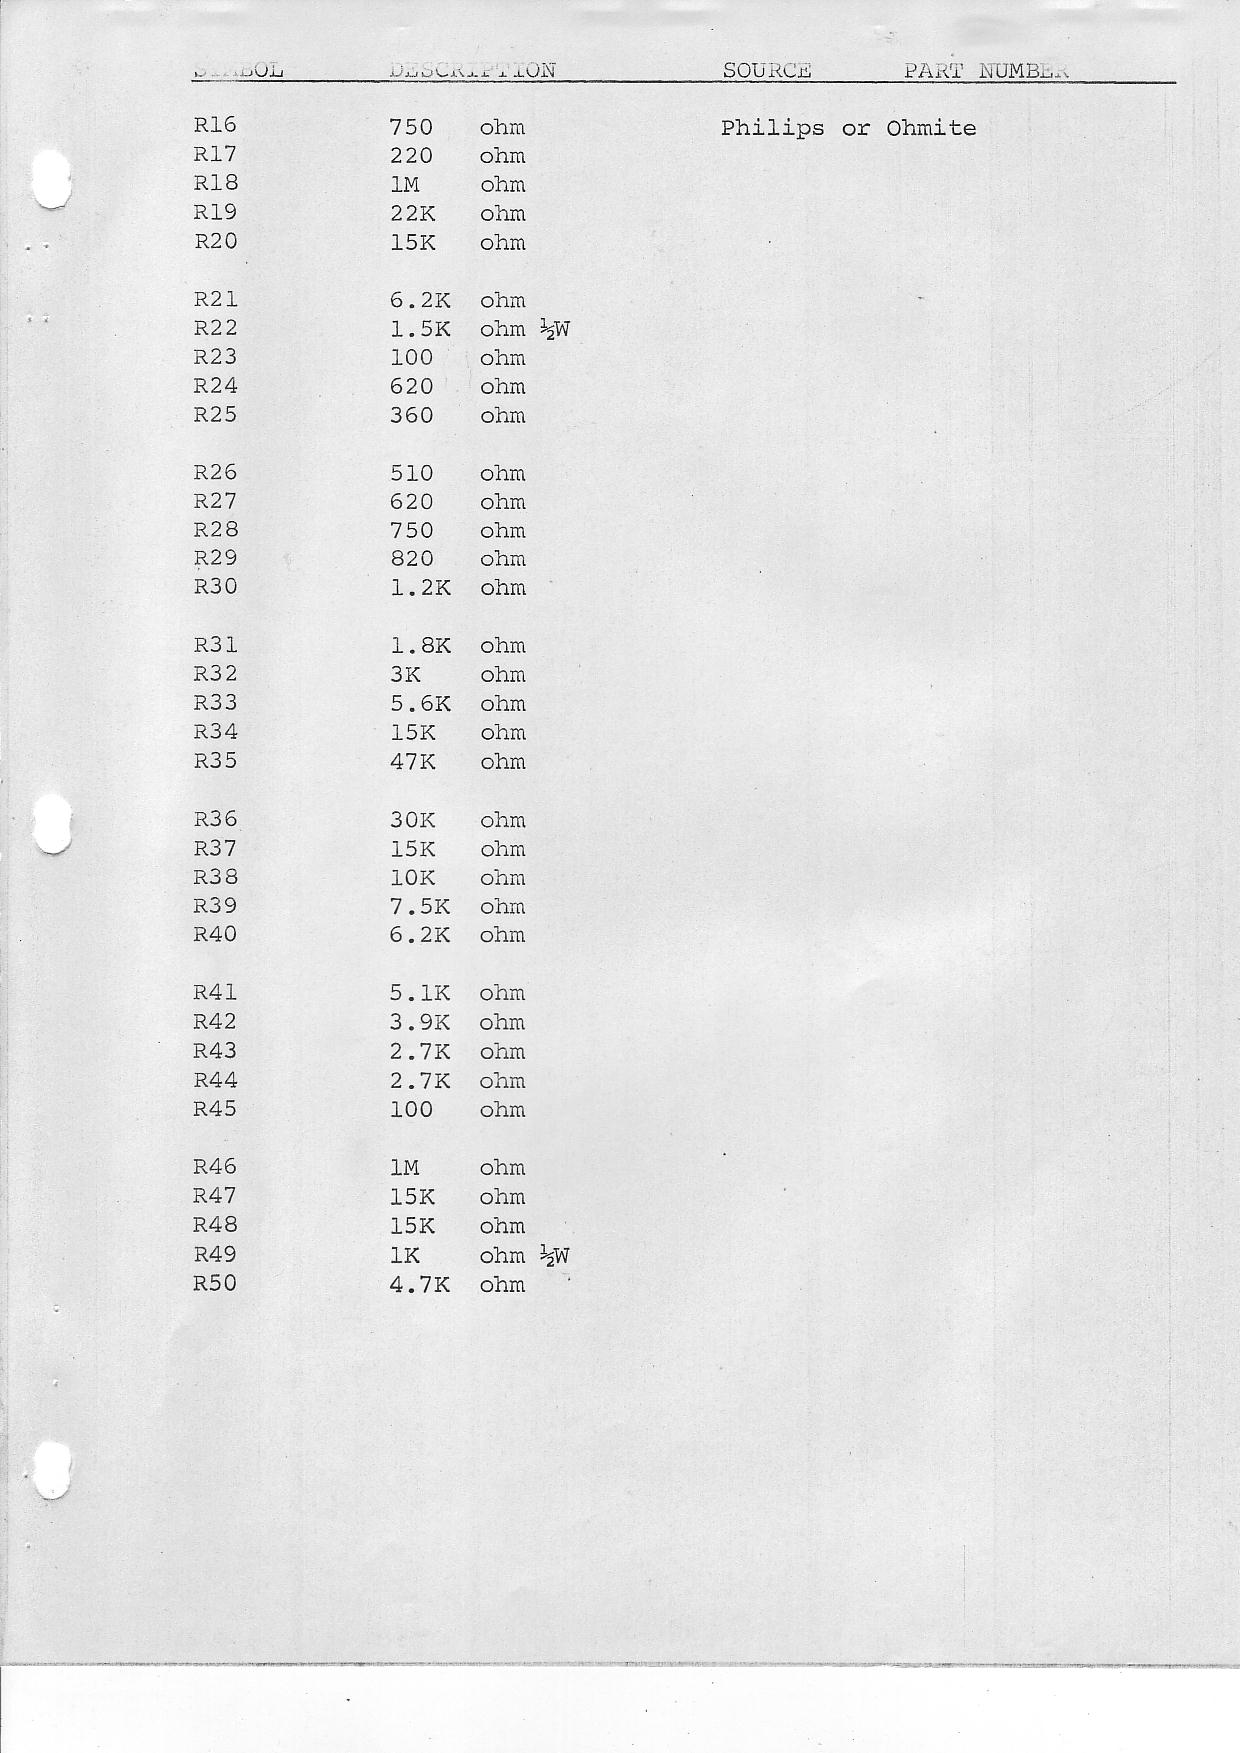 SYMBOL DESCRIPTION SOURCE PART NUMBER
R16 750 ohm Philips or Ohmite
R17 220 ohm
R18 1M ohm
R19 22K ohm
R20 15K ohm
R21 6.2K ohm
R22 1.5K ohm ½W
R23 100 ohm
R24 620 ohm
R25 360 ohm
R26 510 ohm
R27 620 ohm
R28 750 ohm
R29 820 ohm
R30 1.2K ohm
R31 1.8K ohm
R32 3K ohm
R33 5.6K ohm
R34 15K ohm
R35 47K ohm
R36 30K ohm
R37 15K ohm
R38 10K ohm
R39 7.5K ohm
R40 6.2K ohm
R41 5.1K ohm
R42 3.9K ohm
R43 2.7K ohm
R44 2.7K ohm
R45 100 ohm
R46 1M ohm
R47 15K ohm
R48 15K ohm
R49 1K ohm ½W
R50 4.7K ohm